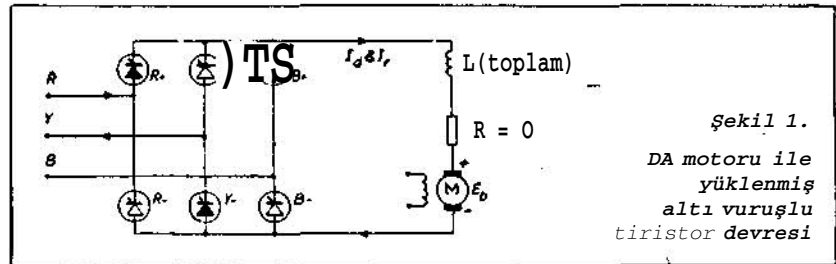 R+
)TS
B+
I_d & I_r
L(toplam)
R
Y
R = 0
B
+
M
E_b
-
R-
Y-
B-
Şekil 1.
DA motoru ile
yüklenmiş
altı vuruşlu
tiristor devresi